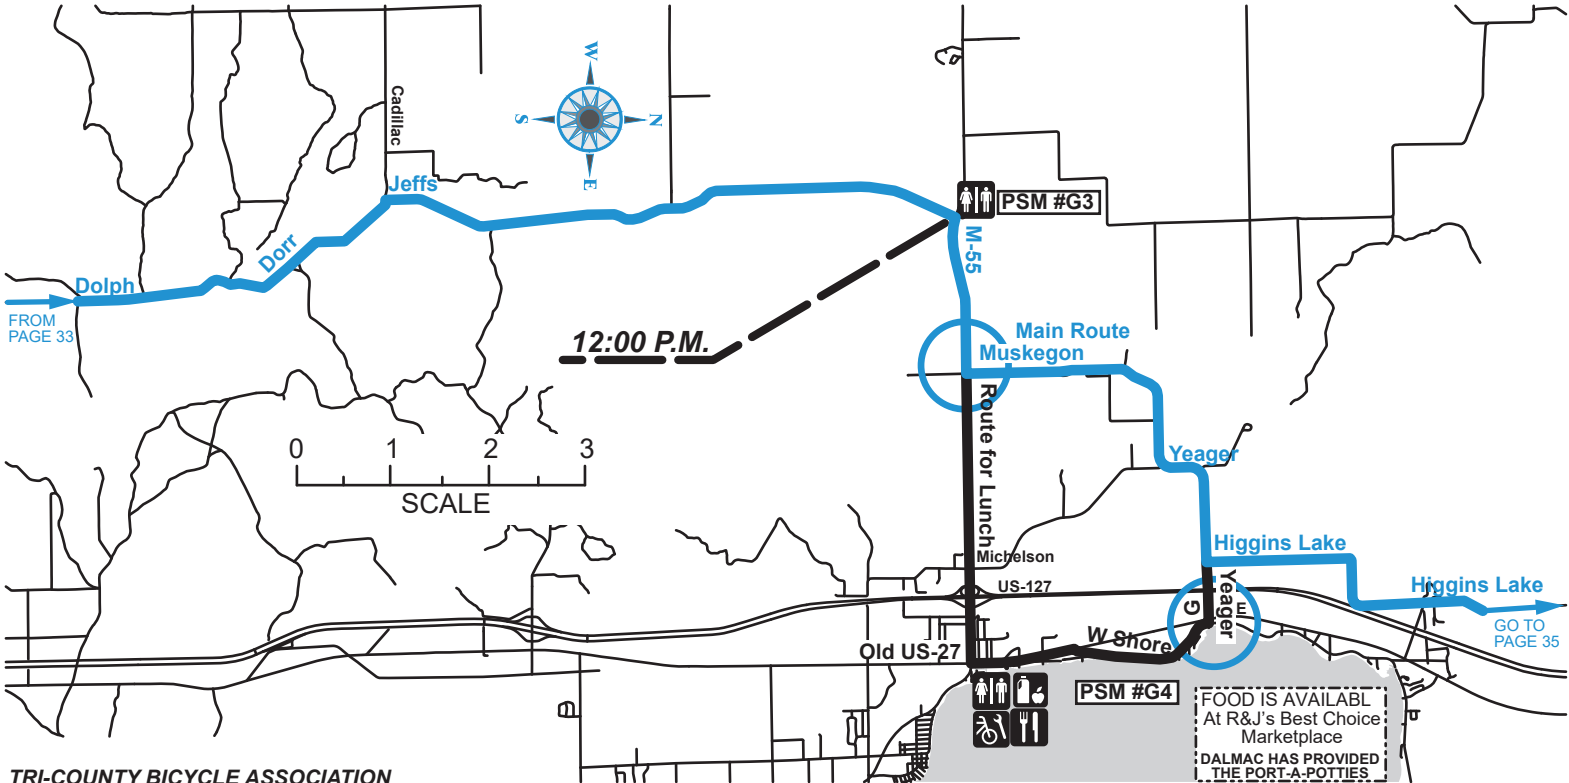 W
S
N
E
Cadillac
Jeffs
Dorr
Dolph
FROM
PAGE 33
PSM #G3
M-55
12:00 P.M.
Main Route
Muskegon
Route for Lunch
0 1 2 3
SCALE
Yeager
Higgins Lake
Michelson
US-127
Higgins Lake
GO TO
PAGE 35
Yeager
G
E
W Shore
Old US-27
PSM #G4
FOOD IS AVAILABL
At R&J's Best Choice
Marketplace
DALMAC HAS PROVIDED
THE PORT-A-POTTIES
TRI-COUNTY BICYCLE ASSOCIATION